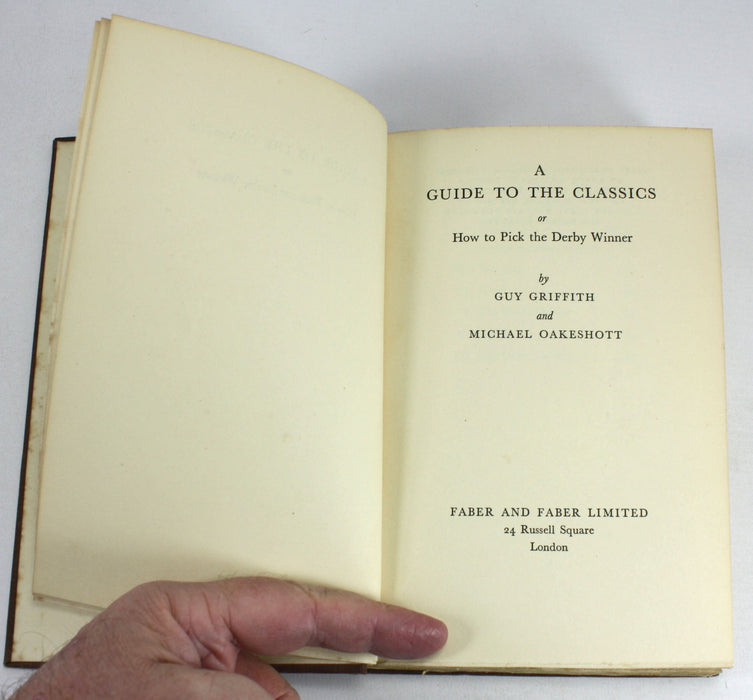 A
GUIDE TO THE CLASSICS
or
How to Pick the Derby Winner
by
GUY GRIFFITH
and
MICHAEL OAKESHOTT
FABER AND FABER LIMITED
24 Russell Square
London